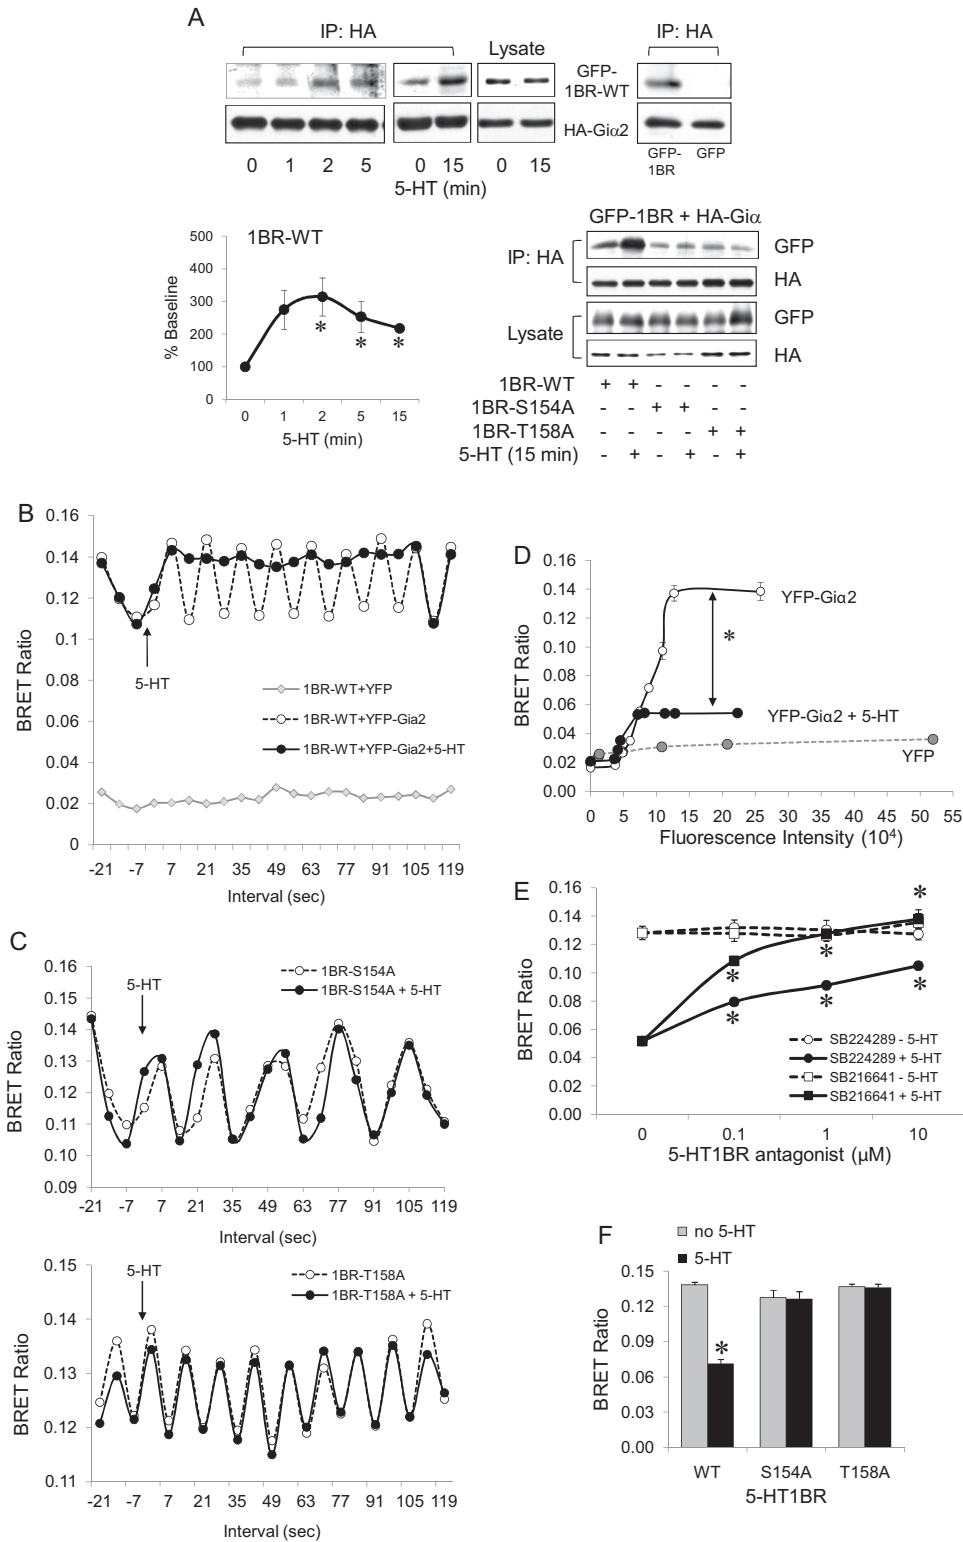 A
IP: HA
Lysate
IP: HA
GFP-
1BR-WT
HA-Giα2
0 1 2 5 0 15 0 15
5-HT (min)
GFP-
1BR
GFP
1BR-WT
% Baseline
500
400
300
200
100
0
* * *
0 1 2 5 15
5-HT (min)
GFP-1BR + HA-Giα
IP: HA
GFP
HA
Lysate
GFP
HA
1BR-WT + + - - - -
1BR-S154A - - + + - -
1BR-T158A - - - - + +
5-HT (15 min) - + - + - +
B
BRET Ratio
0.16
0.14
0.12
0.1
0.08
0.06
0.04
0.02
0
5-HT
1BR-WT+YFP
1BR-WT+YFP-Gia2
1BR-WT+YFP-Gia2+5-HT
-21 -7 7 21 35 49 63 77 91 105 119
Interval (sec)
C
BRET Ratio
0.16
0.15
0.14
0.13
0.12
0.11
0.10
0.09
5-HT
1BR-S154A
1BR-S154A + 5-HT
-21 -7 7 21 35 49 63 77 91 105 119
Interval (sec)
BRET Ratio
0.15
0.14
0.13
0.12
0.11
5-HT
1BR-T158A
1BR-T158A + 5-HT
-21 -7 7 21 35 49 63 77 91 105 119
Interval (sec)
D
BRET Ratio
0.16
0.14
0.12
0.10
0.08
0.06
0.04
0.02
0.00
YFP-Giα2
*
YFP-Giα2 + 5-HT
YFP
0 5 10 15 20 25 30 35 40 45 50 55
Fluorescence Intensity (10⁴)
E
BRET Ratio
0.16
0.14
0.12
0.10
0.08
0.06
0.04
0.02
0.00
*
* *
* * *
SB224289 - 5-HT
SB224289 + 5-HT
SB216641 - 5-HT
SB216641 + 5-HT
0 0.1 1 10
5-HT1BR antagonist (µM)
F
no 5-HT
5-HT
BRET Ratio
0.15
0.12
0.09
0.06
0.03
0.00
*
WT S154A T158A
5-HT1BR